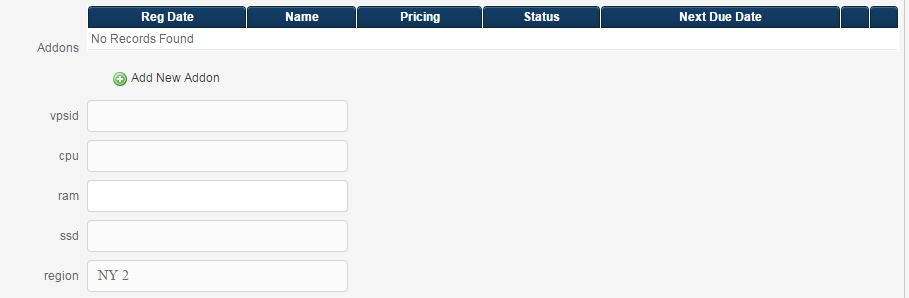 Reg Date Name Pricing Status Next Due Date
Addons
No Records Found
Add New Addon
vpsid
cpu
ram
ssd
region NY 2